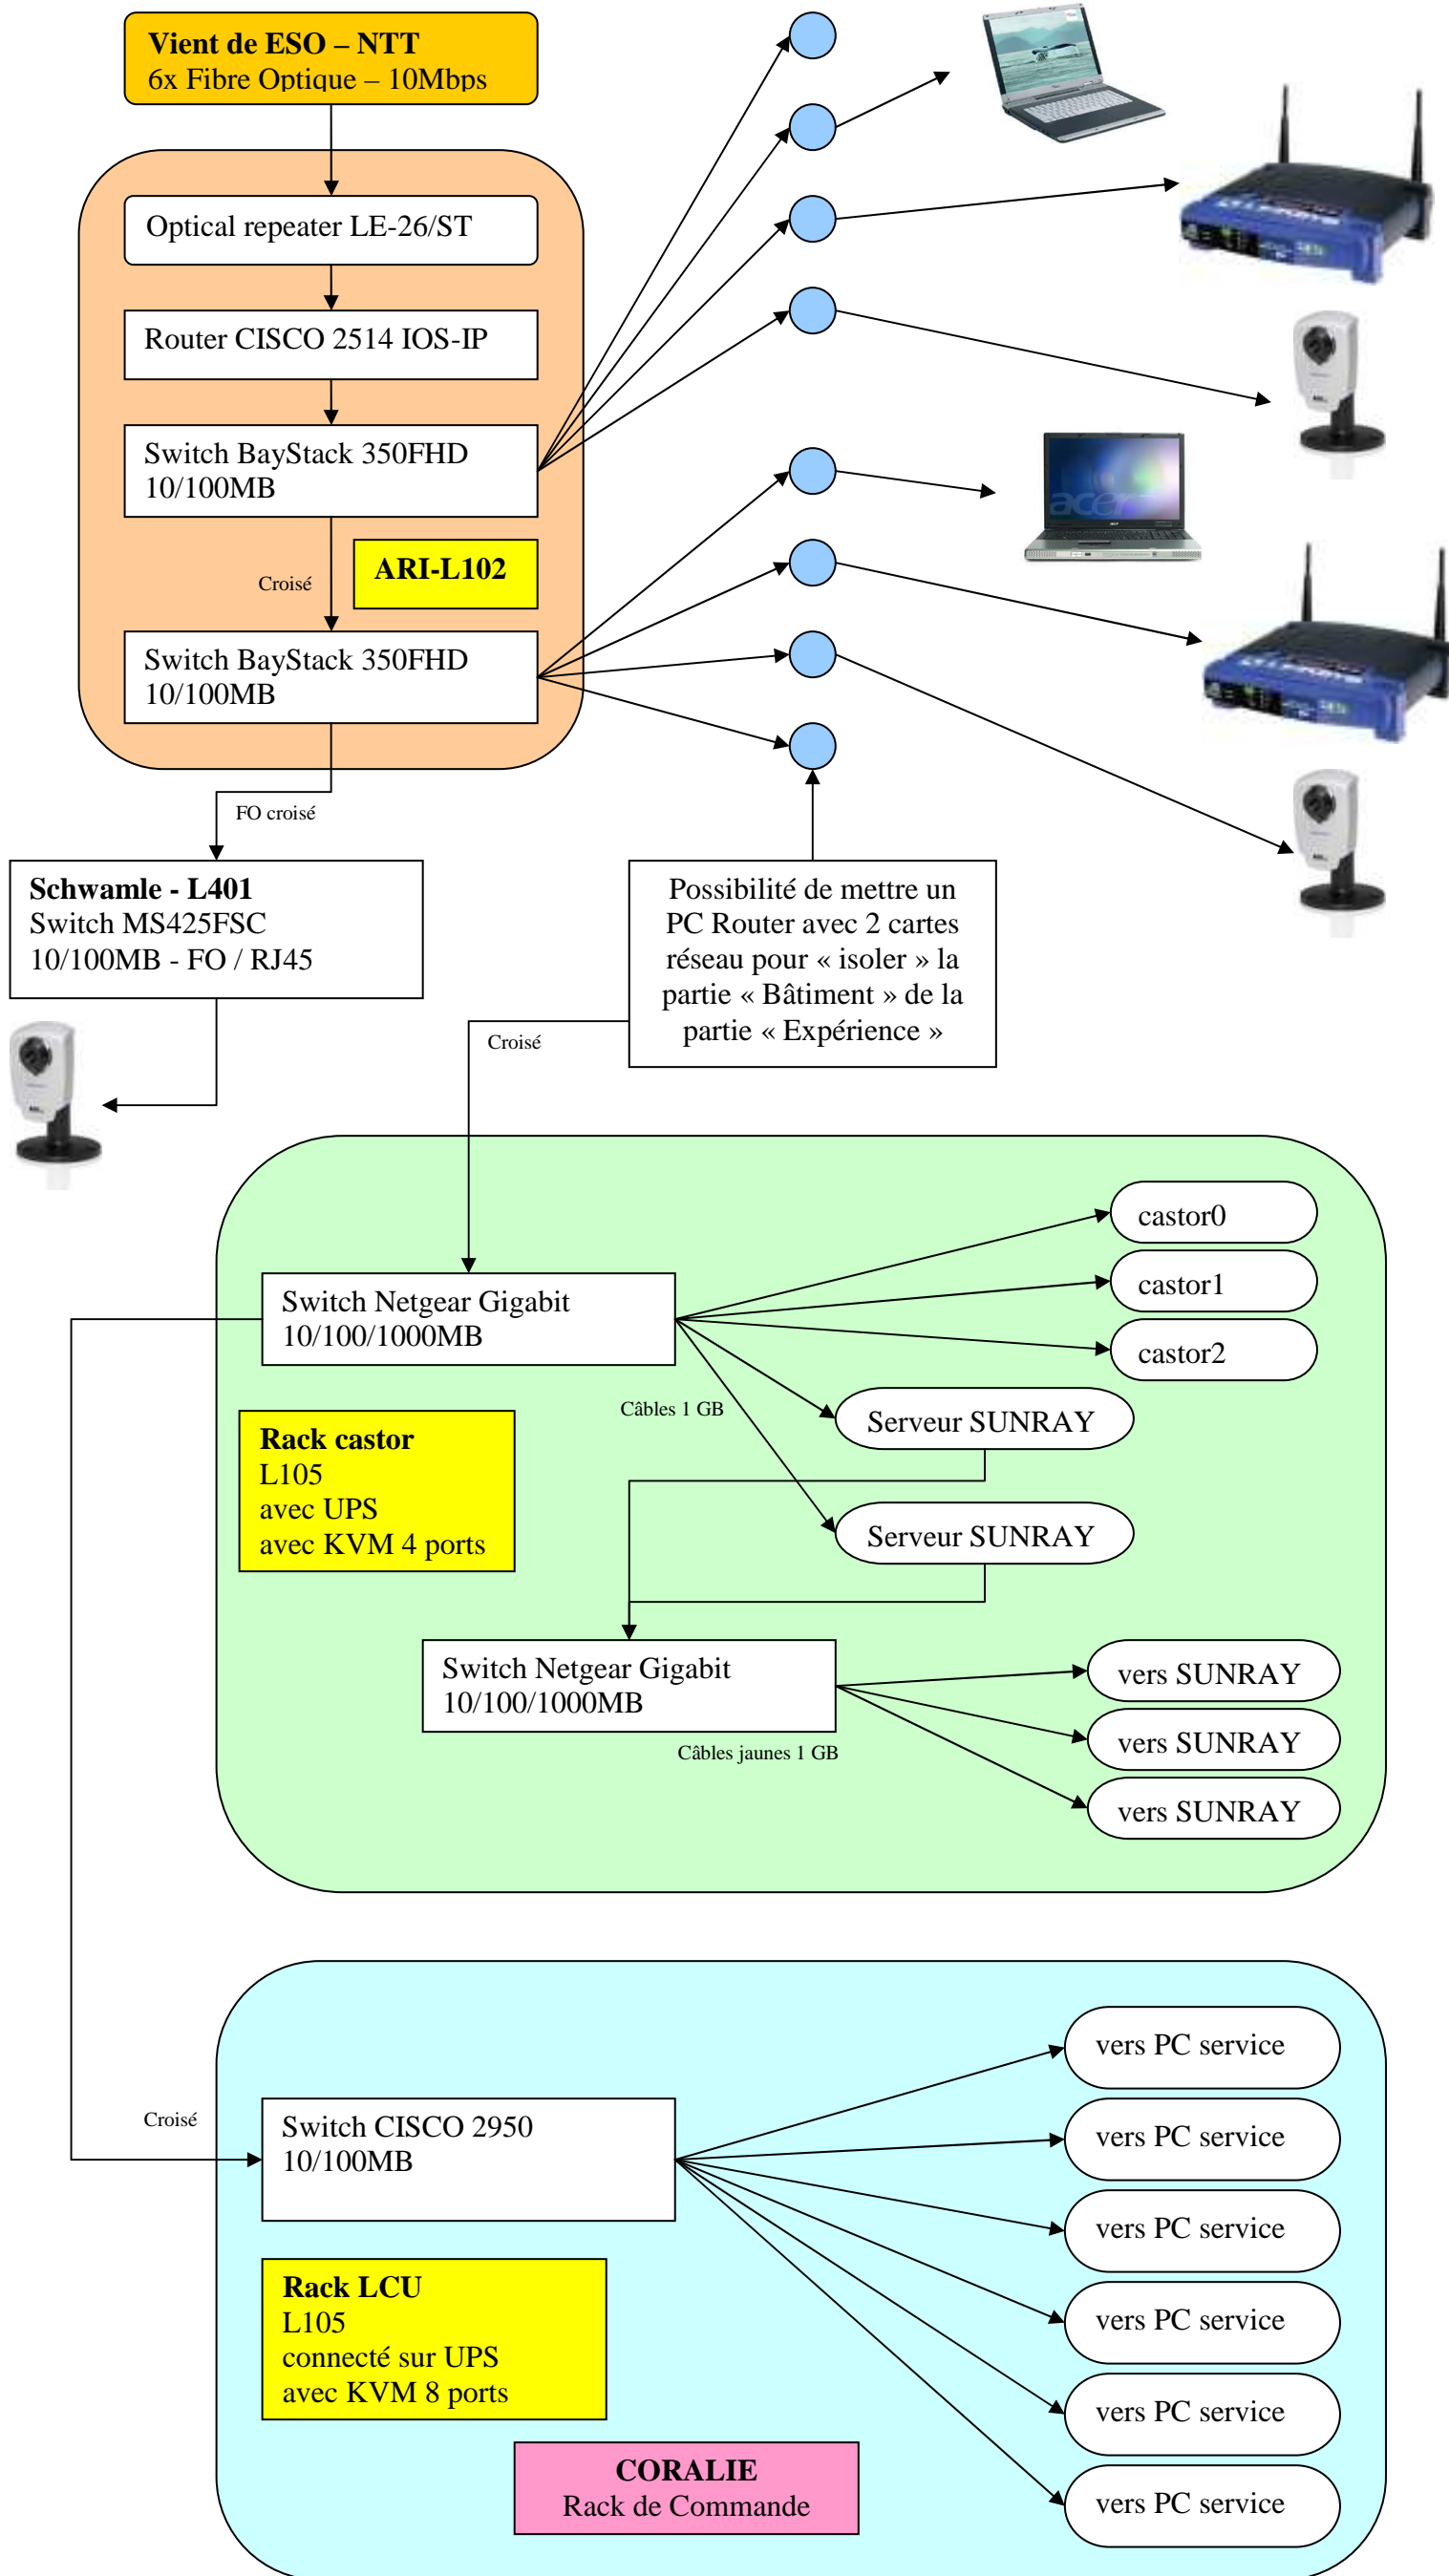 Vient de ESO – NTT
6x Fibre Optique – 10Mbps
Optical repeater LE-26/ST
Router CISCO 2514 IOS-IP
Switch BayStack 350FHD
10/100MB
ARI-L102
Croisé
Switch BayStack 350FHD
10/100MB
acer
FO croisé
Schwamle - L401
Switch MS425FSC
10/100MB - FO / RJ45
Possibilité de mettre un
PC Router avec 2 cartes
réseau pour « isoler » la
partie « Bâtiment » de la
partie « Expérience »
Croisé
castor0
Switch Netgear Gigabit
10/100/1000MB
castor1
castor2
Câbles 1 GB
Serveur SUNRAY
Rack castor
L105
avec UPS
avec KVM 4 ports
Serveur SUNRAY
Switch Netgear Gigabit
10/100/1000MB
vers SUNRAY
vers SUNRAY
Câbles jaunes 1 GB
vers SUNRAY
vers PC service
Croisé
Switch CISCO 2950
10/100MB
vers PC service
vers PC service
Rack LCU
L105
connecté sur UPS
avec KVM 8 ports
vers PC service
vers PC service
CORALIE
Rack de Commande
vers PC service